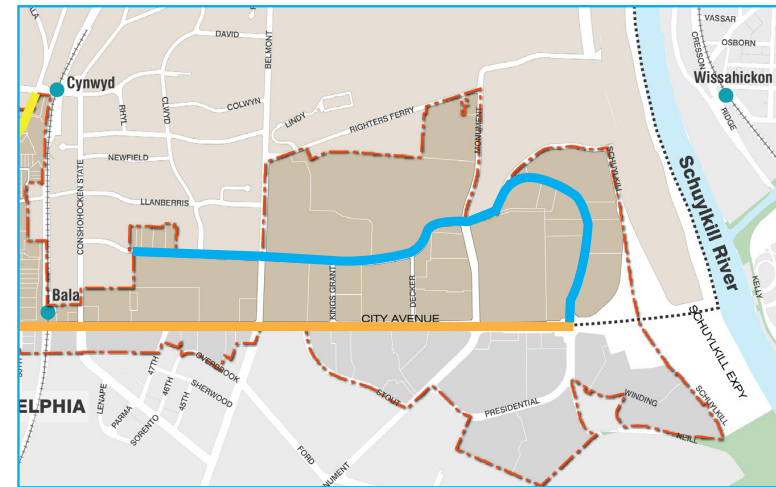 VASSAR
DAVID
BELMONT
CRESSON
OSBORN
Cynwyd
Wissahickon
RHYL
CLWYD
COLWYN
LINDY
RIGHTERS FERRY
MONUMENT
RIDGE
NEWFIELD
SCHUYLKILL
Schuylkill River
CONSHOHOCKEN STATE
LLANBERRIS
KINGS GRANT
DECKER
KELLY
Bala
CITY AVENUE
SCHUYLKILL EXPY
47TH
OVERBROOK
46TH
SHERWOOD
45TH
STOUT
WINDING
SCHUYLKILL
ELPHIA
LENAPE
PARMA
SORENTO
PRESIDENTIAL
NEILL
FORD
NUMENT